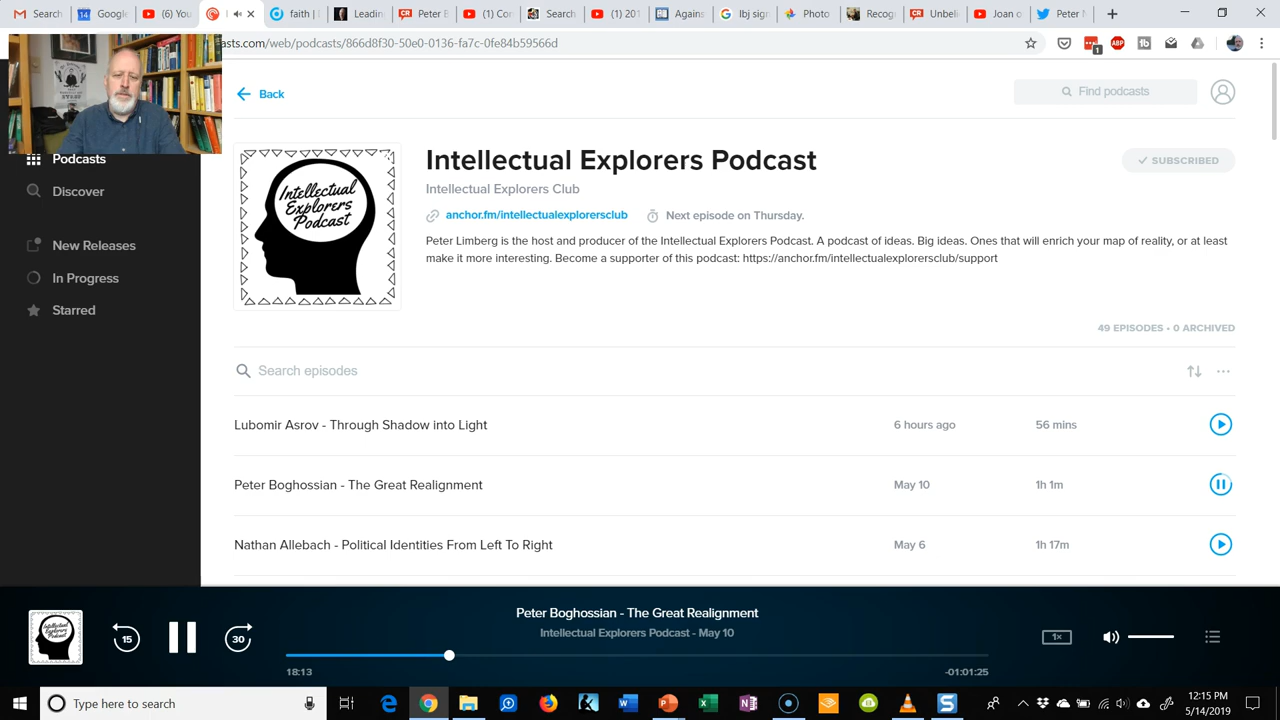 Search
14 Google
(6) You
I
Faith i
Leader
CR Peter B
Search
(1) You
Agains
lbj sign
Photo
Recog
CR Unbeli
Joan o
Peter I
asts.com/web/podcasts/866d8f30-50e0-0136-fa7c-0fe84b59566d
1
ABP
Back
Find podcasts
Intellectual Explorers Podcast
Intellectual Explorers Podcast
SUBSCRIBED
Podcasts
Intellectual Explorers Club
Discover
anchor.fm/intellectualexplorersclub
Next episode on Thursday.
Peter Limberg is the host and producer of the Intellectual Explorers Podcast. A podcast of ideas. Big ideas. Ones that will enrich your map of reality, or at least
New Releases
make it more interesting. Become a supporter of this podcast: https://anchor.fm/intellectualexplorersclub/support
In Progress
Starred
49 EPISODES • 0 ARCHIVED
Search episodes
Lubomir Asrov - Through Shadow into Light 6 hours ago 56 mins
Peter Boghossian - The Great Realignment May 10 1h 1m
Nathan Allebach - Political Identities From Left To Right May 6 1h 17m
Peter Boghossian - The Great Realignment
Intellectual Explorers Podcast - May 10
15
30
1×
18:13
-01:01:25
Type here to search
12:15 PM
5/14/2019